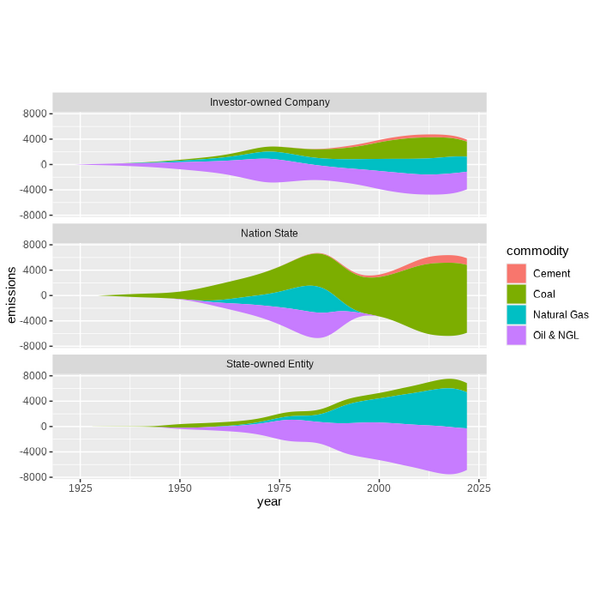 Investor-owned Company
8000
4000
0
-4000
-8000
Nation State
8000
4000
0
-4000
-8000
State-owned Entity
8000
4000
0
-4000
-8000
1925 1950 1975 2000 2025
year
emissions
commodity
Cement
Coal
Natural Gas
Oil & NGL